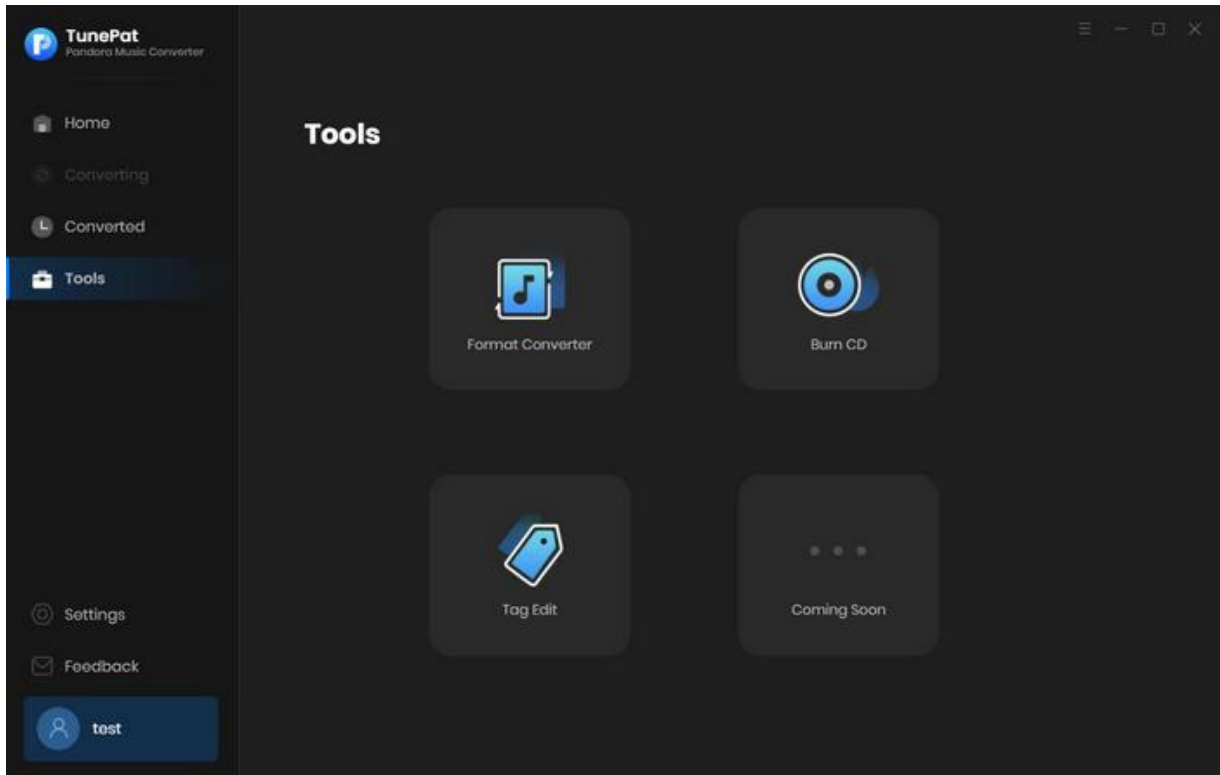 TunePat
Pandora Music Converter
Home
Converting
Converted
Tools
Settings
Feedback
test
Tools
Format Converter
Burn CD
Tag Edit
Coming Soon